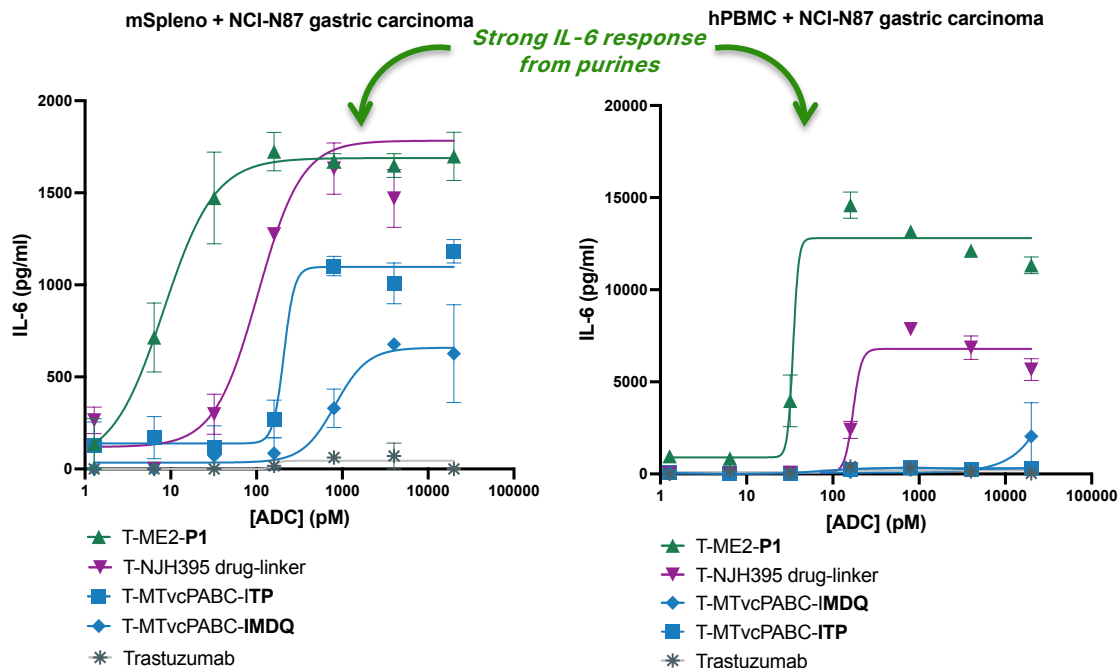 mSpleno + NCI-N87 gastric carcinoma
hPBMC + NCI-N87 gastric carcinoma
Strong IL-6 response
from purines
2000
1500
1000
500
0
IL-6 (pg/ml)
1
10
100
1000
10000
100000
[ADC] (pM)
T-ME2-P1
T-NJH395 drug-linker
T-MTvcPABC-ITP
T-MTvcPABC-IMDQ
Trastuzumab
20000
15000
10000
5000
0
IL-6 (pg/ml)
1
10
100
1000
10000
100000
[ADC] (pM)
T-ME2-P1
T-NJH395 drug-linker
T-MTvcPABC-IMDQ
T-MTvcPABC-ITP
Trastuzumab